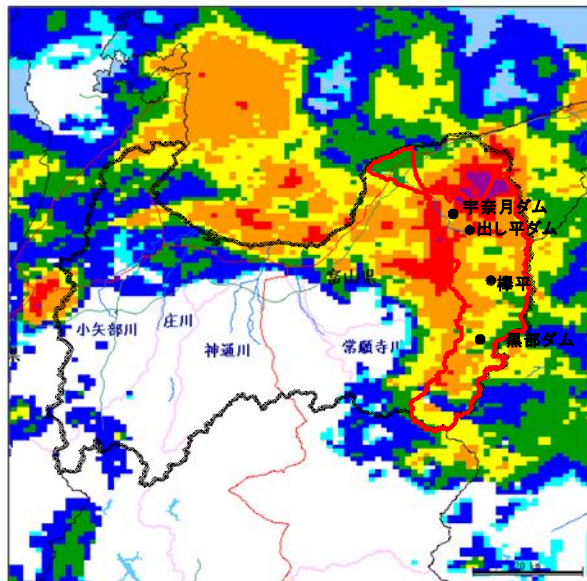 宇奈月ダム
出し平ダム
欅平
富山県
小矢部川
庄川
神通川
常願寺川
黒部ダム